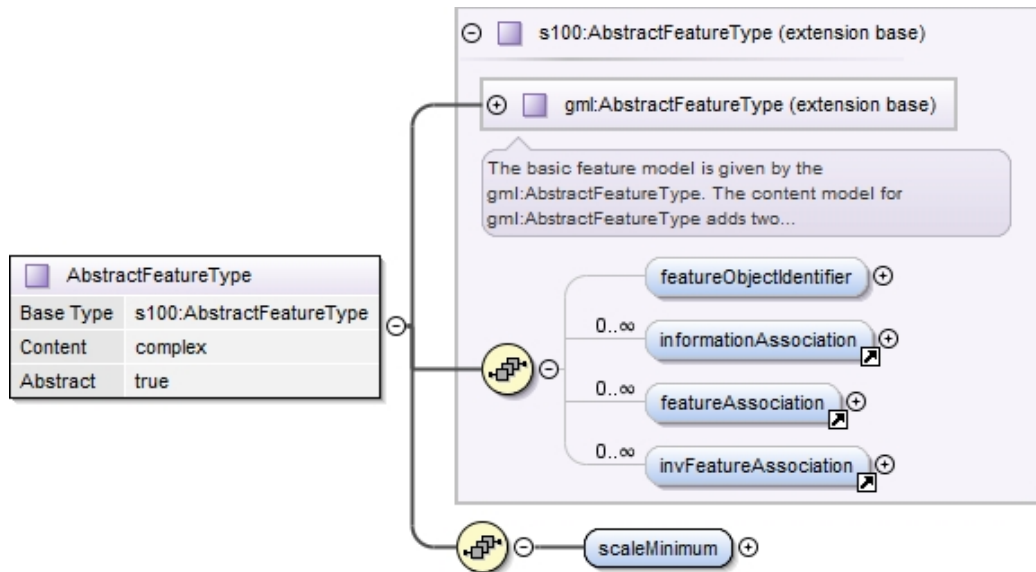 s100:AbstractFeatureType (extension base)
gml:AbstractFeatureType (extension base)
The basic feature model is given by the
gml:AbstractFeatureType. The content model for
gml:AbstractFeatureType adds two...
AbstractFeatureType
Base Type s100:AbstractFeatureType
Content complex
Abstract true
featureObjectIdentifier
0..∞ informationAssociation
0..∞ featureAssociation
0..∞ invFeatureAssociation
scaleMinimum